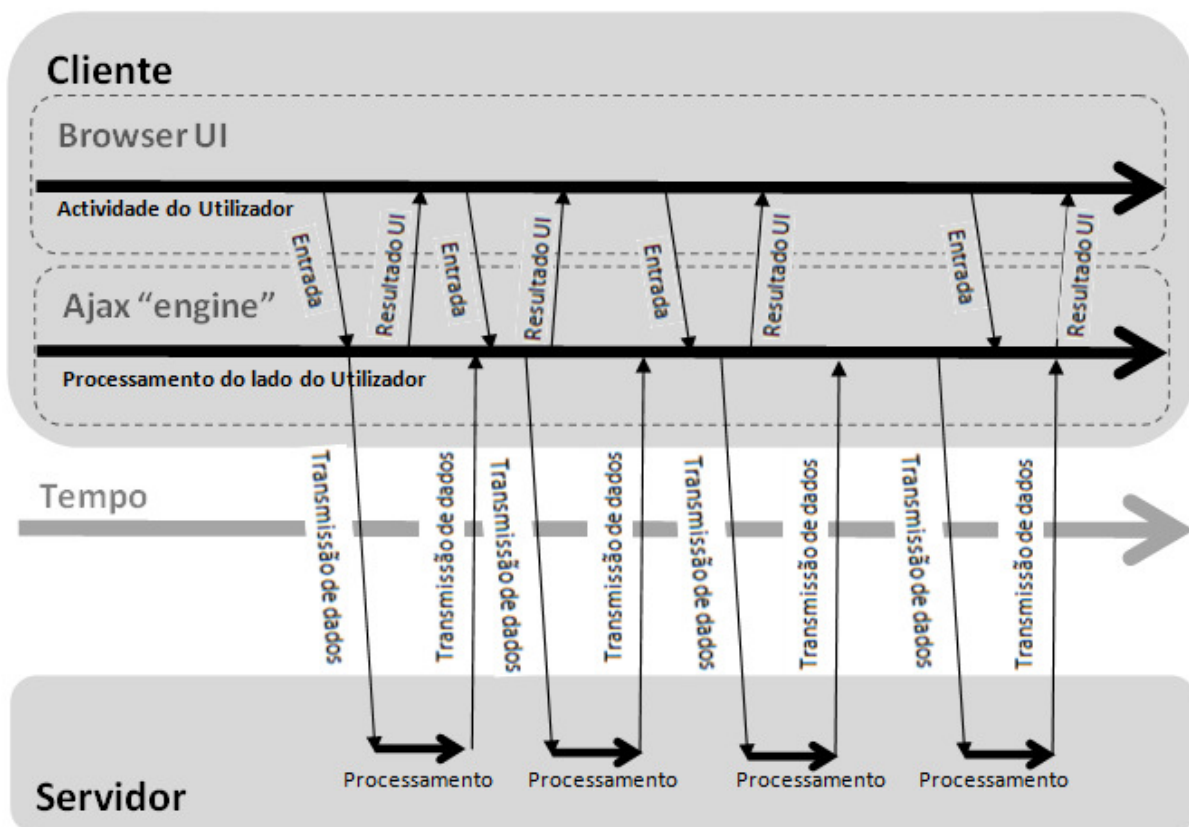 Cliente
Browser UI
Actividade do Utilizador
Entrada
Resultado UI
Entrada
Resultado UI
Entrada
Resultado UI
Entrada
Resultado UI
Ajax “engine”
Processamento do lado do Utilizador
Tempo
Transmissão de dados
Transmissão de dados
Transmissão de dados
Transmissão de dados
Transmissão de dados
Transmissão de dados
Transmissão de dados
Transmissão de dados
Processamento
Processamento
Processamento
Processamento
Servidor